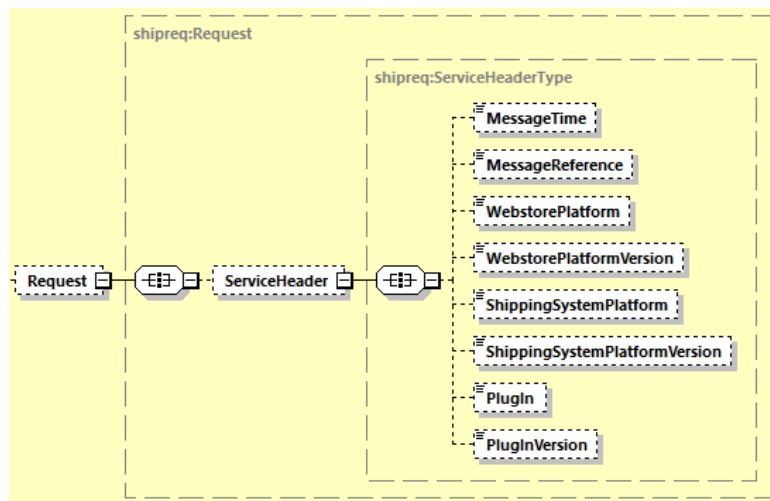 shipreq:Request
shipreq:ServiceHeaderType
MessageTime
MessageReference
WebstorePlatform
WebstorePlatformVersion
Request
ServiceHeader
ShippingSystemPlatform
ShippingSystemPlatformVersion
PlugIn
PlugInVersion